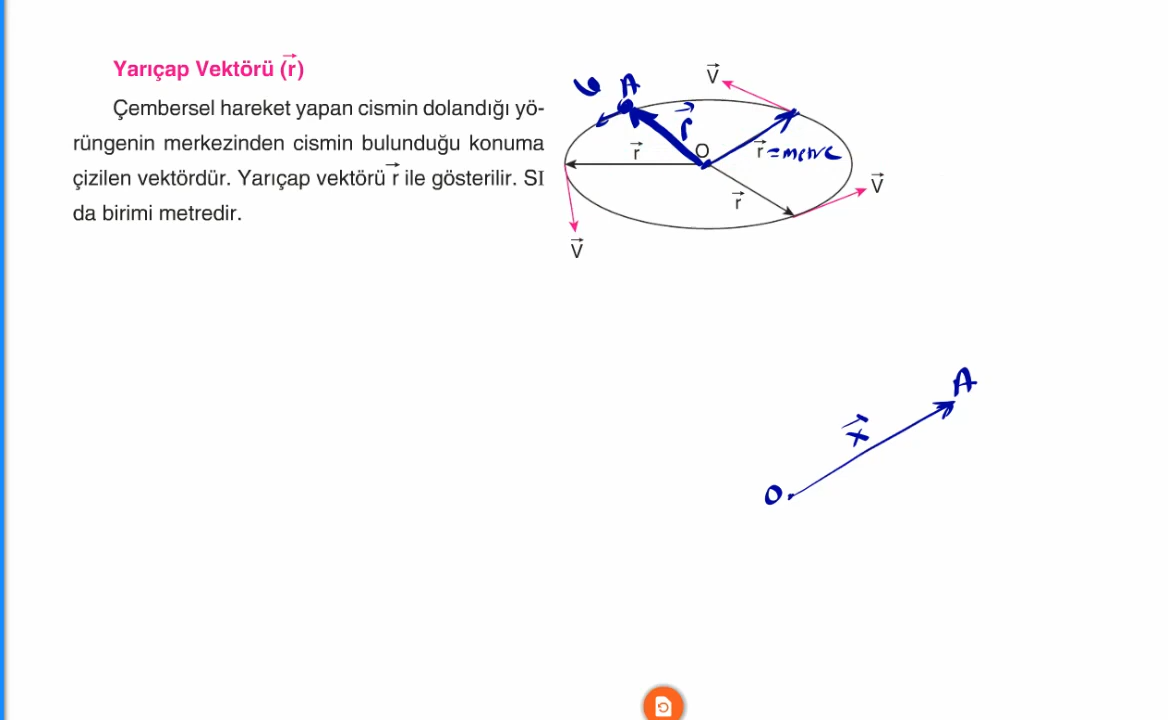 Yarıçap Vektörü (r⃗)
Çembersel hareket yapan cismin dolandığı yö-
rüngenin merkezinden cismin bulunduğu konuma
çizilen vektördür. Yarıçap vektörü r⃗ ile gösterilir. SI
da birimi metredir.
A
V⃗
r⃗
O
r⃗
r⃗ = metre
r⃗
V⃗
V⃗
A
x⃗
O